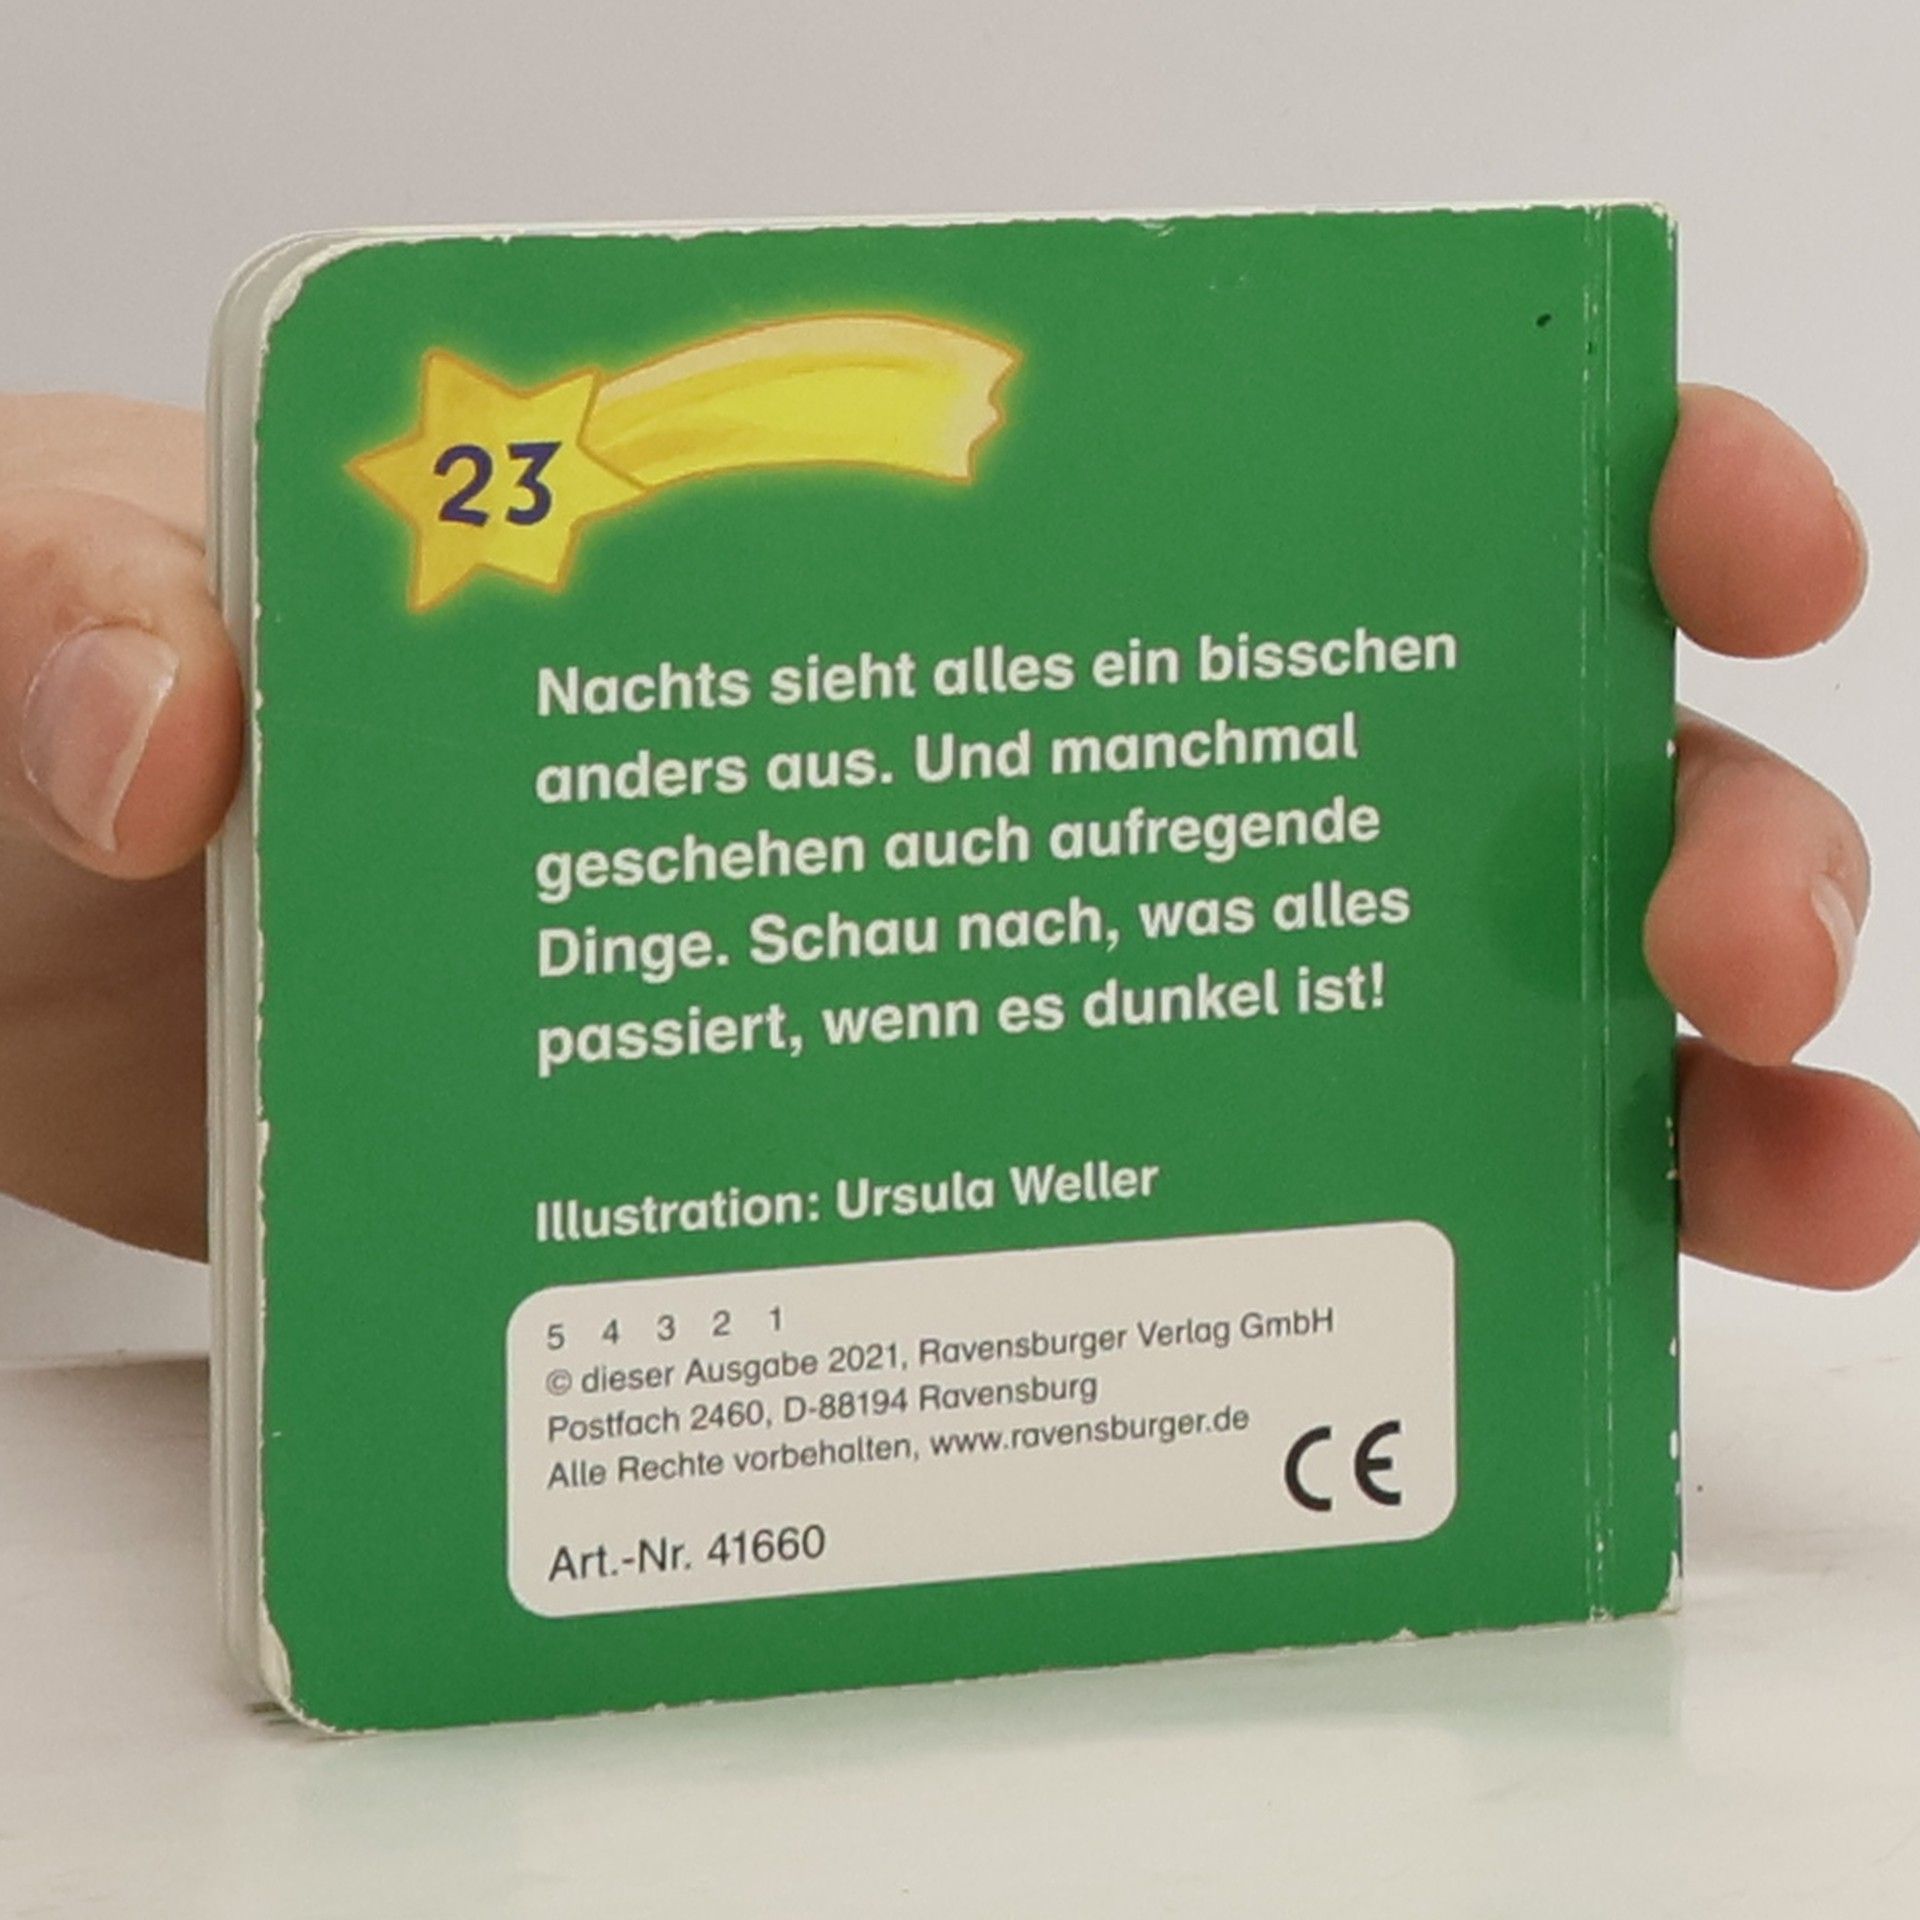 23
Nachts sieht alles ein bisschen
anders aus. Und manchmal
geschehen auch aufregende
Dinge. Schau nach, was alles
passiert, wenn es dunkel ist!
Illustration: Ursula Weller
5 4 3 2 1
© dieser Ausgabe 2021, Ravensburger Verlag GmbH
Postfach 2460, D-88194 Ravensburg
Alle Rechte vorbehalten, www.ravensburger.de
CE
Art.-Nr. 41660